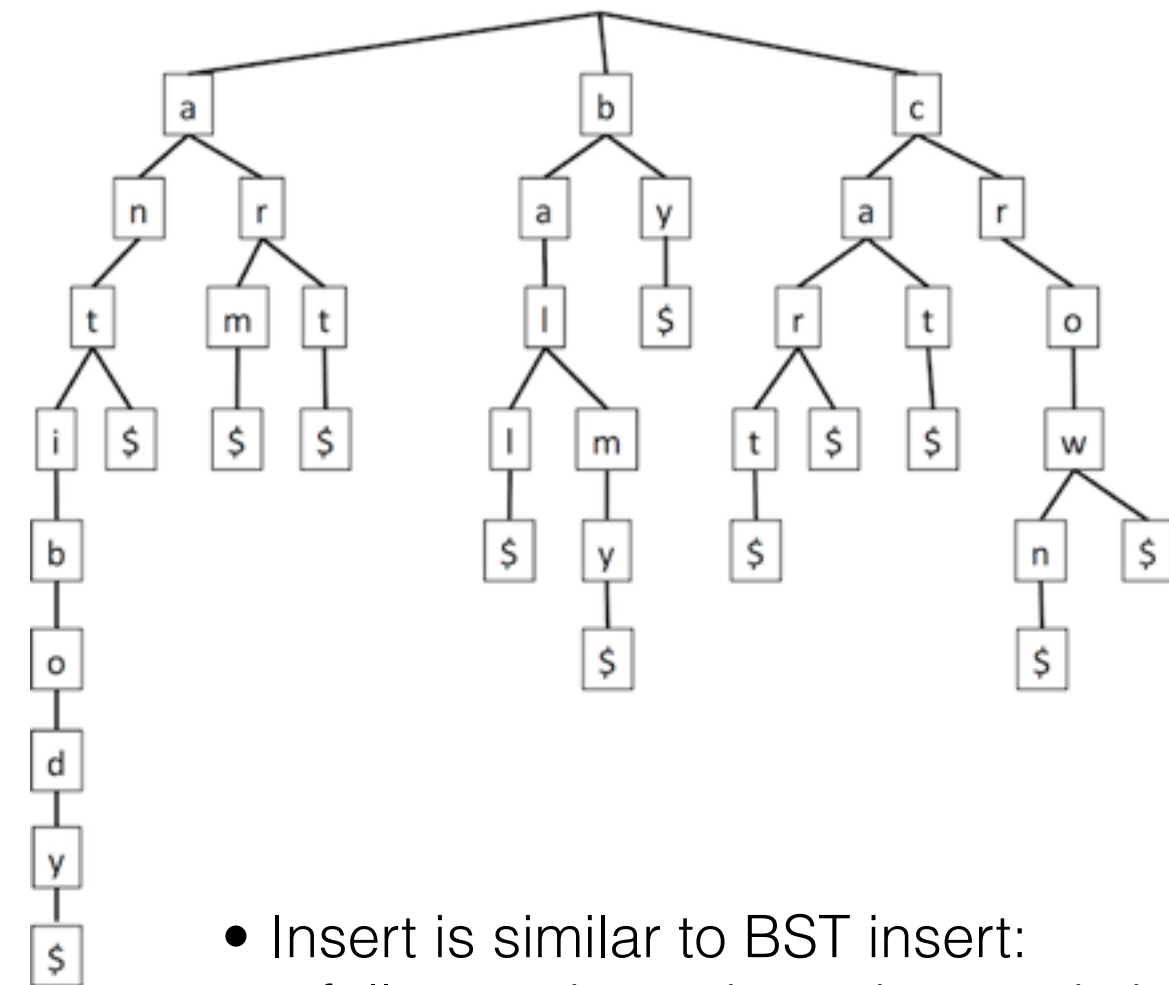 a b c
n r a y a r
t m t l $ r t o
i $ $ $ l m t $ $ w
b $ y $ n $
o $ $
d
y
$
• Insert is similar to BST insert: